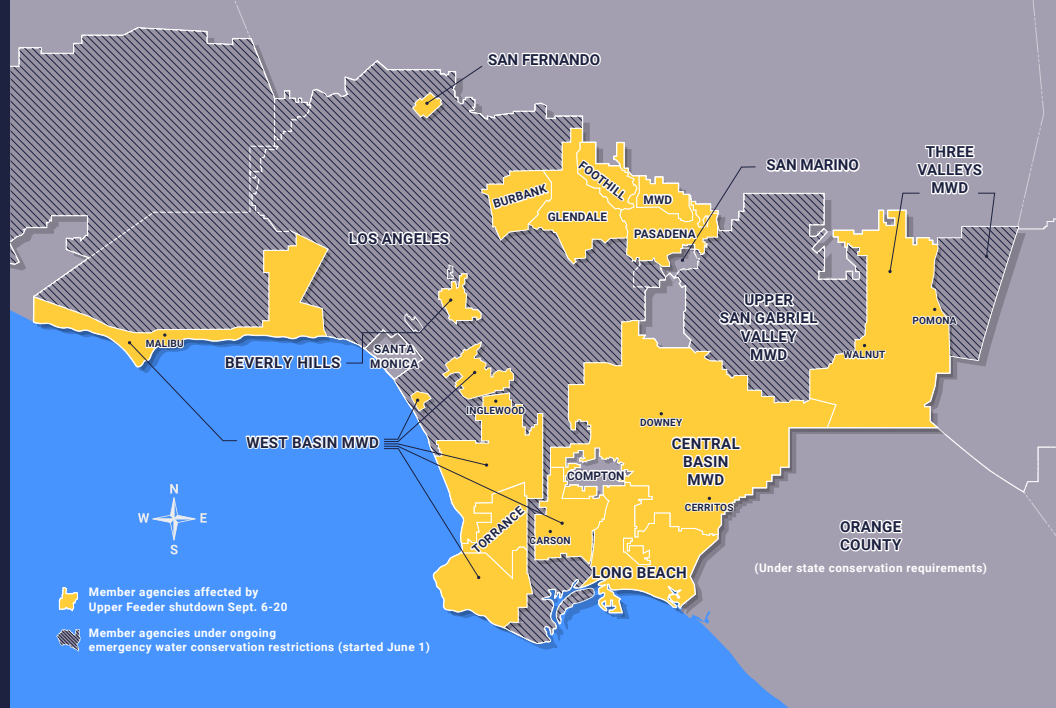 SAN FERNANDO
THREE
VALLEYS
MWD
SAN MARINO
BURBANK
FOOTHILL
MWD
GLENDALE
PASADENA
LOS ANGELES
UPPER
SAN GABRIEL
VALLEY
MWD
POMONA
WALNUT
MALIBU
BEVERLY HILLS
SANTA
MONICA
INGLEWOOD
WEST BASIN MWD
DOWNEY
CENTRAL
BASIN
MWD
COMPTON
CERRITOS
TORRANCE
CARSON
LONG BEACH
ORANGE
COUNTY
(Under state conservation requirements)
N
W
E
S
Member agencies affected by
Upper Feeder shutdown Sept. 6-20
Member agencies under ongoing
emergency water conservation restrictions (started June 1)